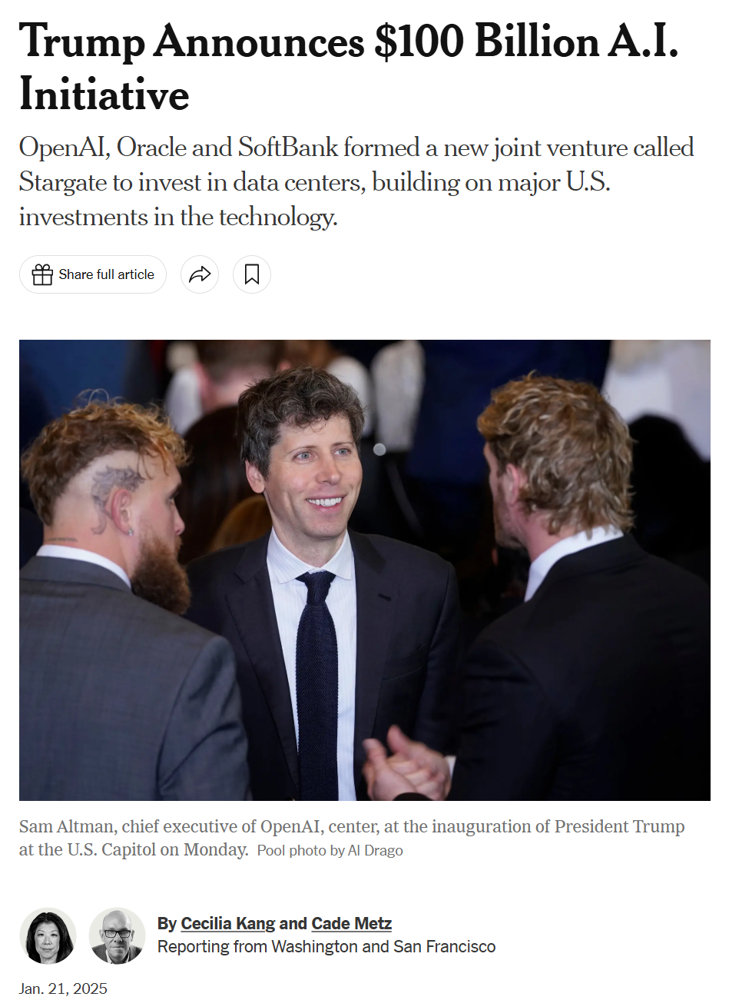 Trump Announces $100 Billion A.I.
Initiative
OpenAI, Oracle and SoftBank formed a new joint venture called
Stargate to invest in data centers, building on major U.S.
investments in the technology.
Share full article
Sam Altman, chief executive of OpenAI, center, at the inauguration of President Trump
at the U.S. Capitol on Monday. Pool photo by Al Drago
By Cecilia Kang and Cade Metz
Reporting from Washington and San Francisco
Jan. 21, 2025